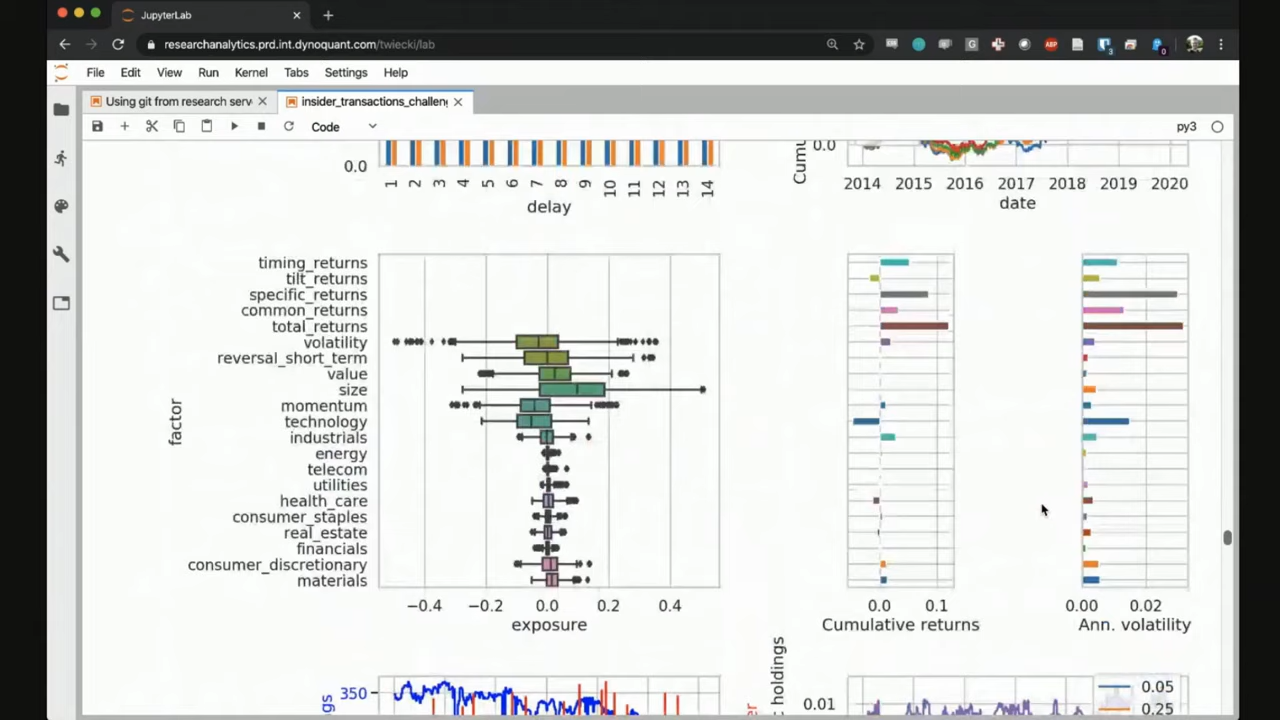 JupyterLab
researchanalytics.prd.int.dynoquant.com/twiecki/lab
File Edit View Run Kernel Tabs Settings Help
Using git from research serv
insider_transactions_challen
Code
py3
0.0
1 2 3 4 5 6 7 8 9 10 11 12 13 14
delay
Cumu
0.0
2014 2015 2016 2017 2018 2019 2020
date
factor
timing_returns
tilt_returns
specific_returns
common_returns
total_returns
volatility
reversal_short_term
value
size
momentum
technology
industrials
energy
telecom
utilities
health_care
consumer_staples
real_estate
financials
consumer_discretionary
materials
−0.4 −0.2 0.0 0.2 0.4
exposure
0.0 0.1
Cumulative returns
0.00 0.02
Ann. volatility
350
holdings
0.01
0.05
0.25